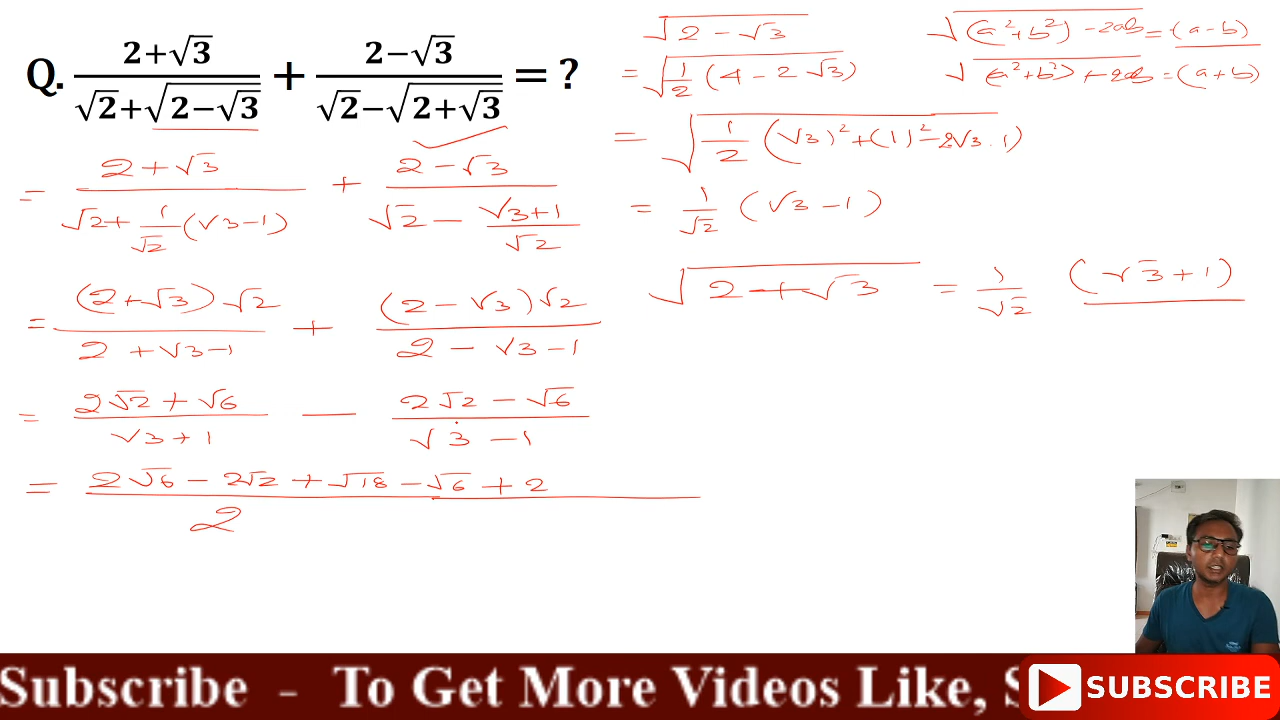 Q. (2+√3)/(√2+√(2−√3)) + (2−√3)/(√2−√(2+√3)) = ?
= (2+√3)/(√2+ 1/√2 (√3−1)) + (2−√3)/(√2 − (√3+1)/√2)
= (2+√3)√2/(2+√3−1) + (2−√3)√2/(2−√3−1)
= (2√2+√6)/(√3+1) − (2√2−√6)/(√3−1)
= (2√6 − 2√2 + √18 − √6 + 2)/2
√(2−√3)
= √(1/2 (4−2√3))
= √(1/2 (√3)²+(1)²−2√3·1)
= 1/√2 (√3−1)
√(2+√3) = 1/√2 (√3+1)
√((a²+b²)−2ab) = (a−b)
√((a²+b²)+2ab) = (a+b)
Subscribe - To Get More Videos Like, S
SUBSCRIBE